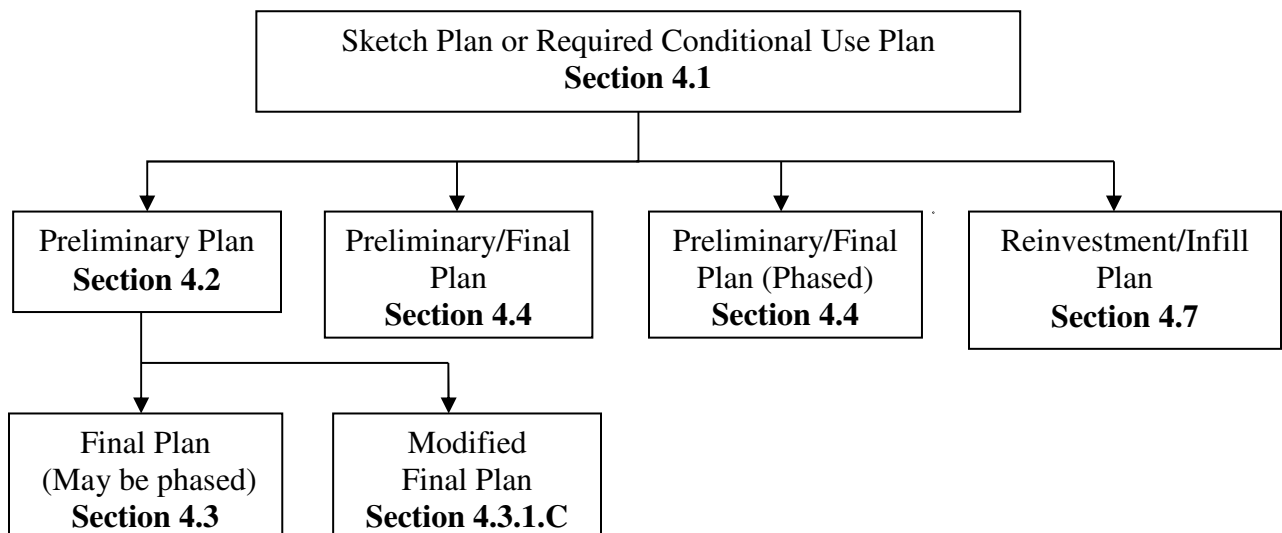 Sketch Plan or Required Conditional Use Plan
Section 4.1
Preliminary Plan
Section 4.2
Preliminary/Final
Plan
Section 4.4
Preliminary/Final
Plan (Phased)
Section 4.4
Reinvestment/Infill
Plan
Section 4.7
Final Plan
(May be phased)
Section 4.3
Modified
Final Plan
Section 4.3.1.C